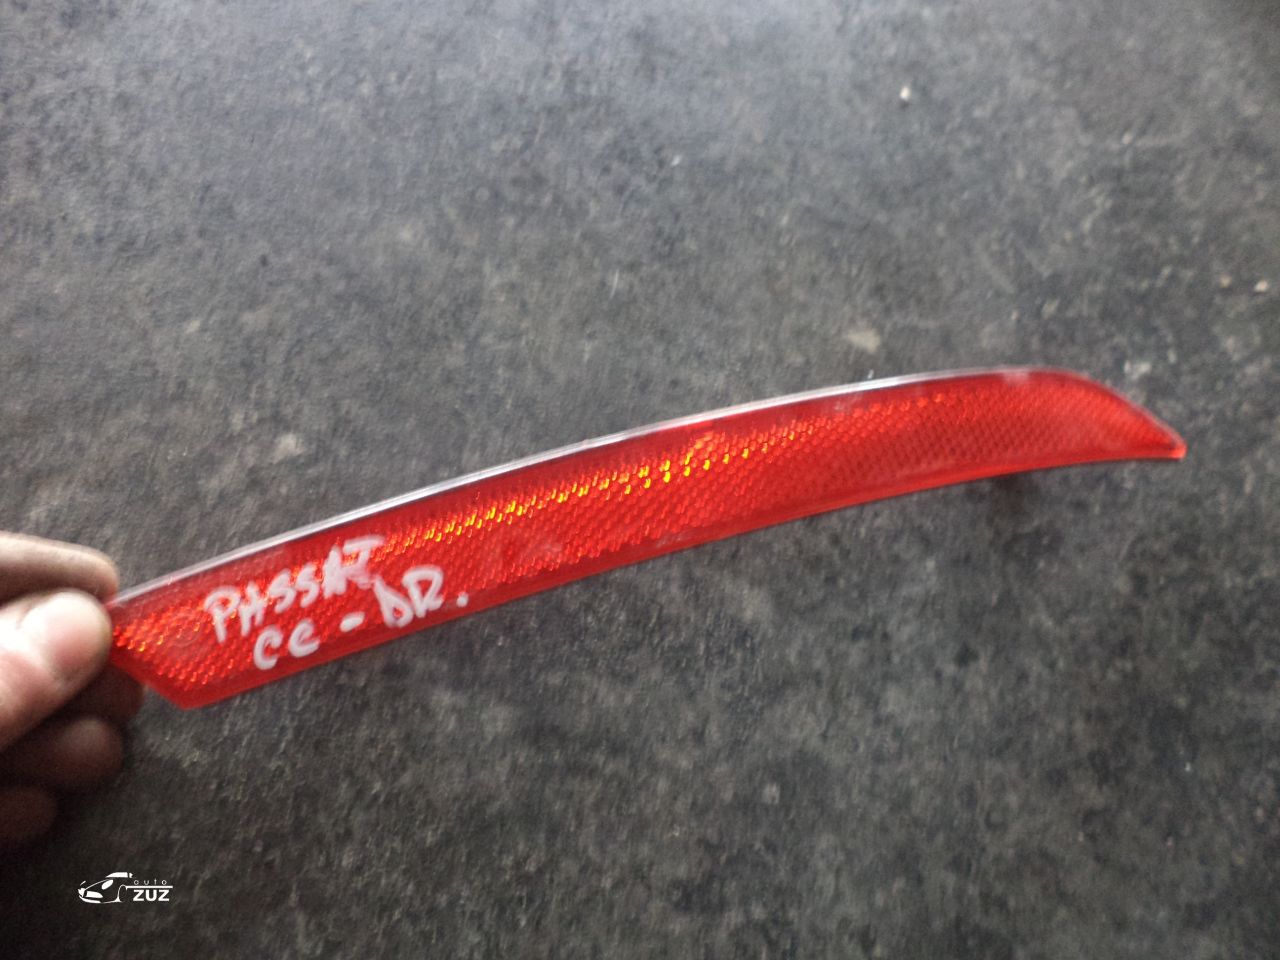 PASSAT
CC - DR.
auto
ZUZ